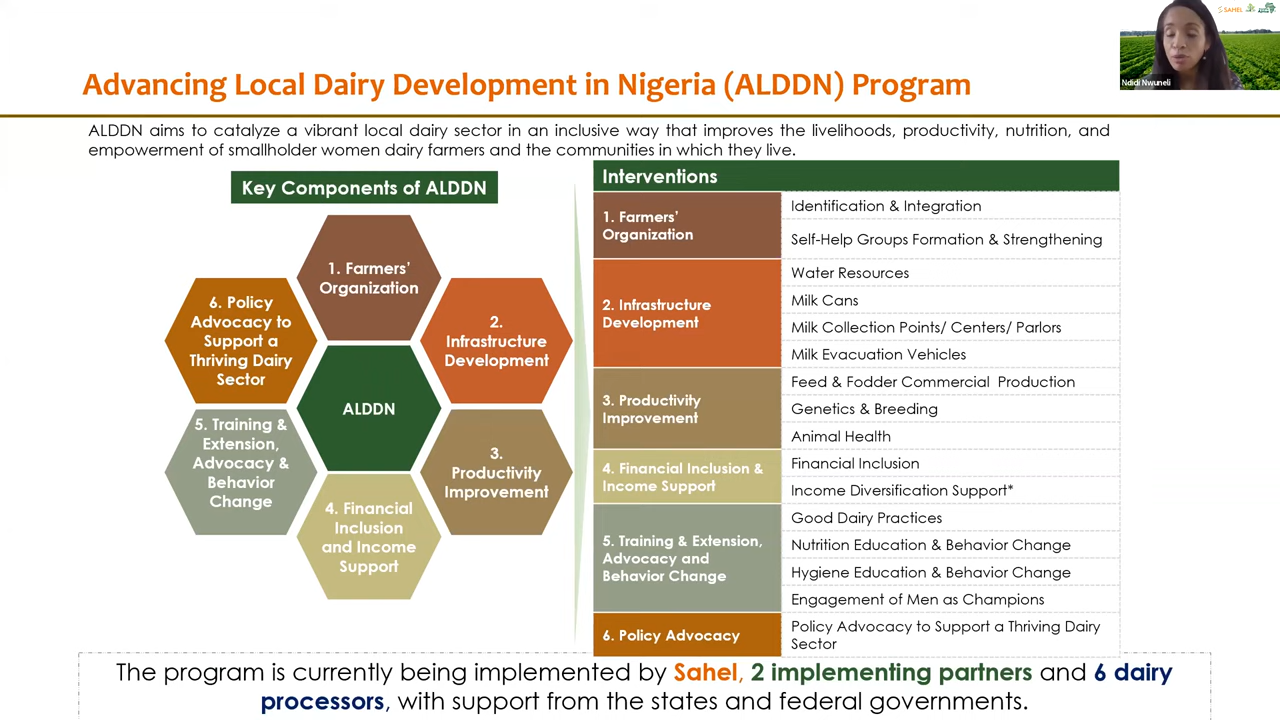 SAHEL
Ndidi Nwuneli
Advancing Local Dairy Development in Nigeria (ALDDN) Program
ALDDN aims to catalyze a vibrant local dairy sector in an inclusive way that improves the livelihoods, productivity, nutrition, and
empowerment of smallholder women dairy farmers and the communities in which they live.
Key Components of ALDDN
1. Farmers’
Organization
2.
Infrastructure
Development
3.
Productivity
Improvement
4. Financial
Inclusion
and Income
Support
5. Training &
Extension,
Advocacy &
Behavior
Change
6. Policy
Advocacy to
Support a
Thriving Dairy
Sector
ALDDN
Interventions
1. Farmers’
Organization
Identification & Integration
Self-Help Groups Formation & Strengthening
2. Infrastructure
Development
Water Resources
Milk Cans
Milk Collection Points/ Centers/ Parlors
Milk Evacuation Vehicles
3. Productivity
Improvement
Feed & Fodder Commercial  Production
Genetics & Breeding
Animal Health
4. Financial Inclusion &
Income Support
Financial Inclusion
Income Diversification Support*
5. Training & Extension,
Advocacy and
Behavior Change
Good Dairy Practices
Nutrition Education & Behavior Change
Hygiene Education & Behavior Change
Engagement of Men as Champions
6. Policy Advocacy
Policy Advocacy to Support a Thriving Dairy
Sector
The program is currently being implemented by Sahel, 2 implementing partners and 6 dairy
processors, with support from the states and federal governments.